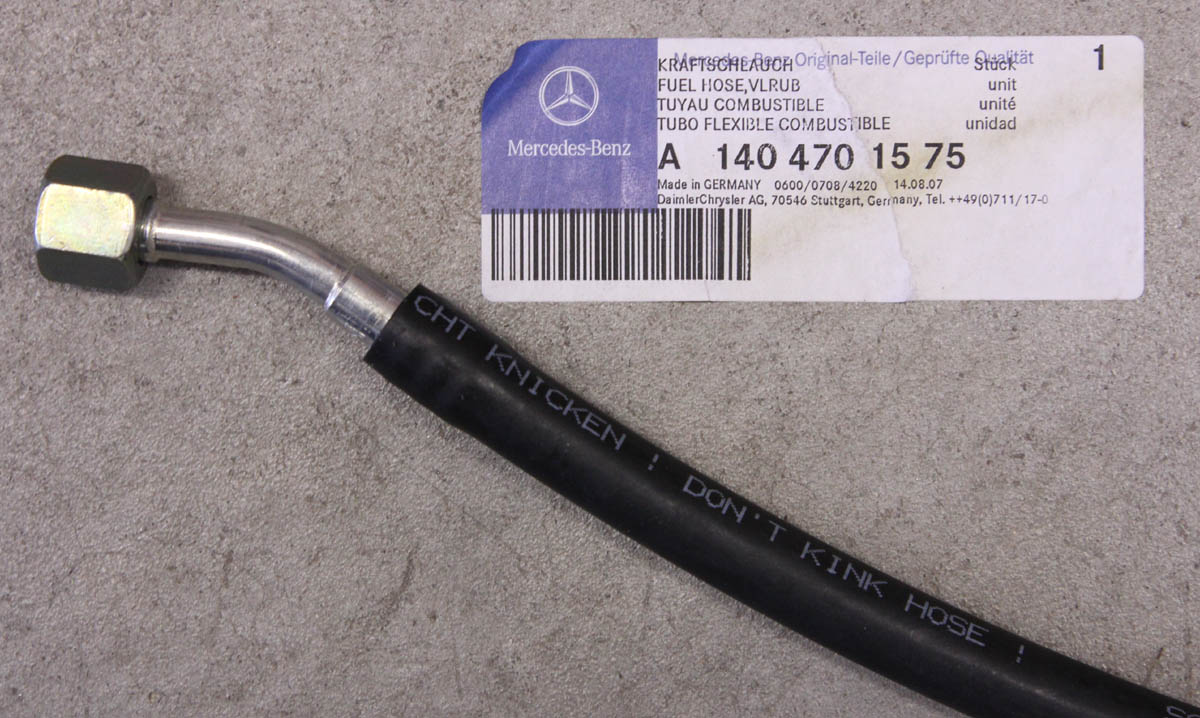 Mercedes-Benz Original-Teile/Geprüfte Qualität
KRAFTSCHLAUCH Stück 1
FUEL HOSE,VLRUB unit
TUYAU COMBUSTIBLE unité
TUBO FLEXIBLE COMBUSTIBLE unidad
Mercedes-Benz
A 140 470 15 75
Made in GERMANY 0600/0708/4220 14.08.07
DaimlerChrysler AG, 70546 Stuttgart, Germany, Tel. ++49(0)711/17-0
CHT KNICKEN ! DON'T KINK HOSE !